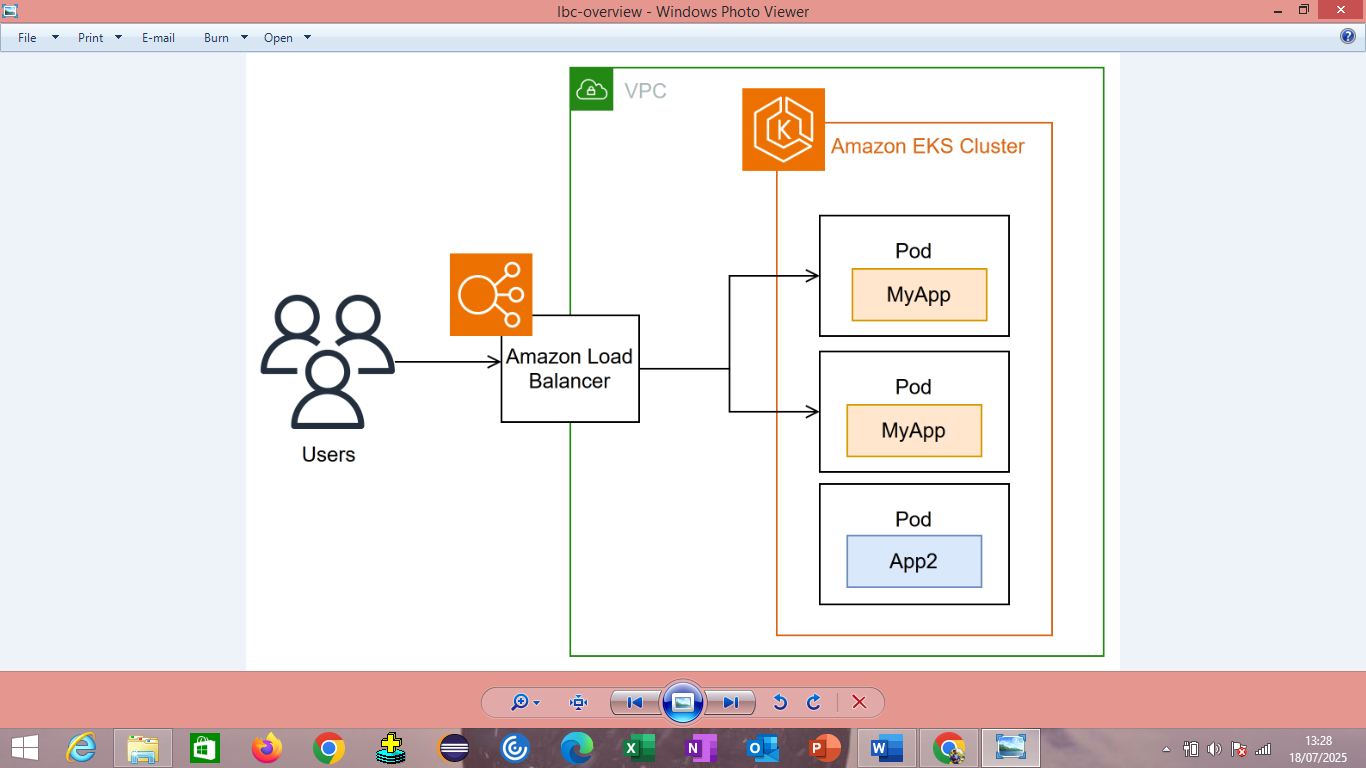 lbc-overview - Windows Photo Viewer
File Print E-mail Burn Open
VPC
K
Amazon EKS Cluster
Pod
MyApp
Amazon Load
Balancer
Pod
MyApp
Users
Pod
App2
13:28
18/07/2025